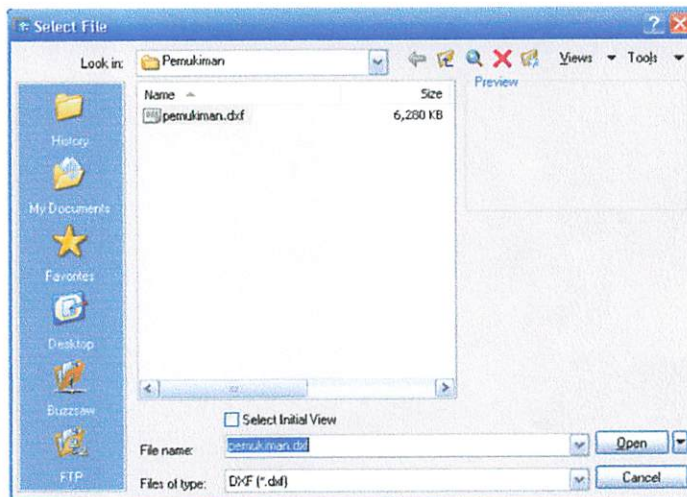 Select File
Look in: Pemukiman Views Tools
Name Size Preview
pemukiman.dxf 6,280 KB
History
My Documents
Favorites
Desktop
Buzzsaw
FTP
Select Initial View
File name: pemukiman.dxf Open
Files of type: DXF (*.dxf) Cancel